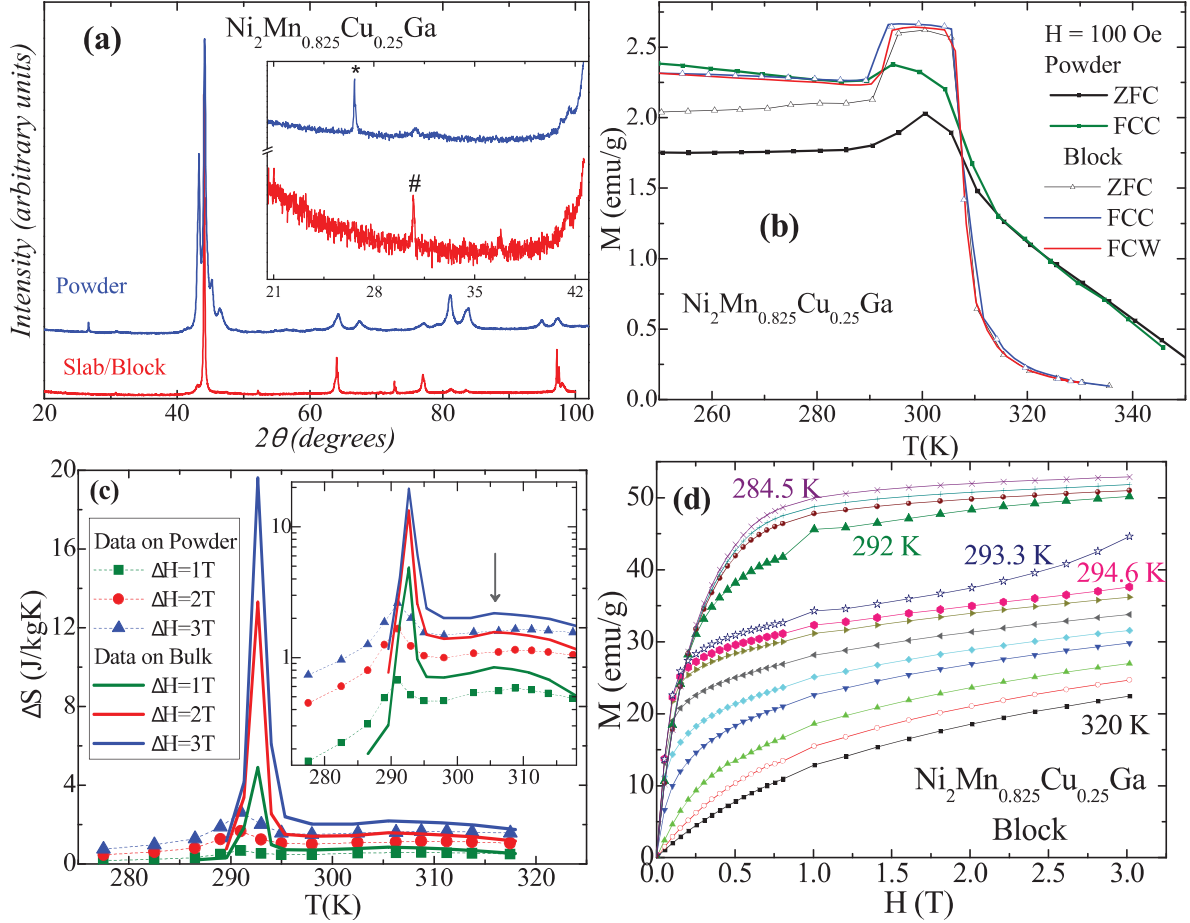 (a)
Ni2Mn0.825Cu0.25Ga
Intensity (arbitrary units)
*
#
21 28 35 42
Powder
Slab/Block
20 40 60 80 100
2θ (degrees)
(b)
H = 100 Oe
Powder
ZFC
FCC
Block
ZFC
FCC
FCW
M (emu/g)
2.5
2.0
1.5
1.0
0.5
0.0
Ni2Mn0.825Cu0.25Ga
260 280 300 320 340
T(K)
(c)
ΔS (J/kgK)
20
18
16
14
12
10
8
6
4
2
0
Data on Powder
ΔH=1T
ΔH=2T
ΔH=3T
Data on Bulk
ΔH=1T
ΔH=2T
ΔH=3T
10
1
280 290 300 310
280 290 300 310 320
T(K)
(d)
M (emu/g)
50
40
30
20
10
0
284.5 K
292 K
293.3 K
294.6 K
320 K
Ni2Mn0.825Cu0.25Ga
Block
0.0 0.5 1.0 1.5 2.0 2.5 3.0
H (T)